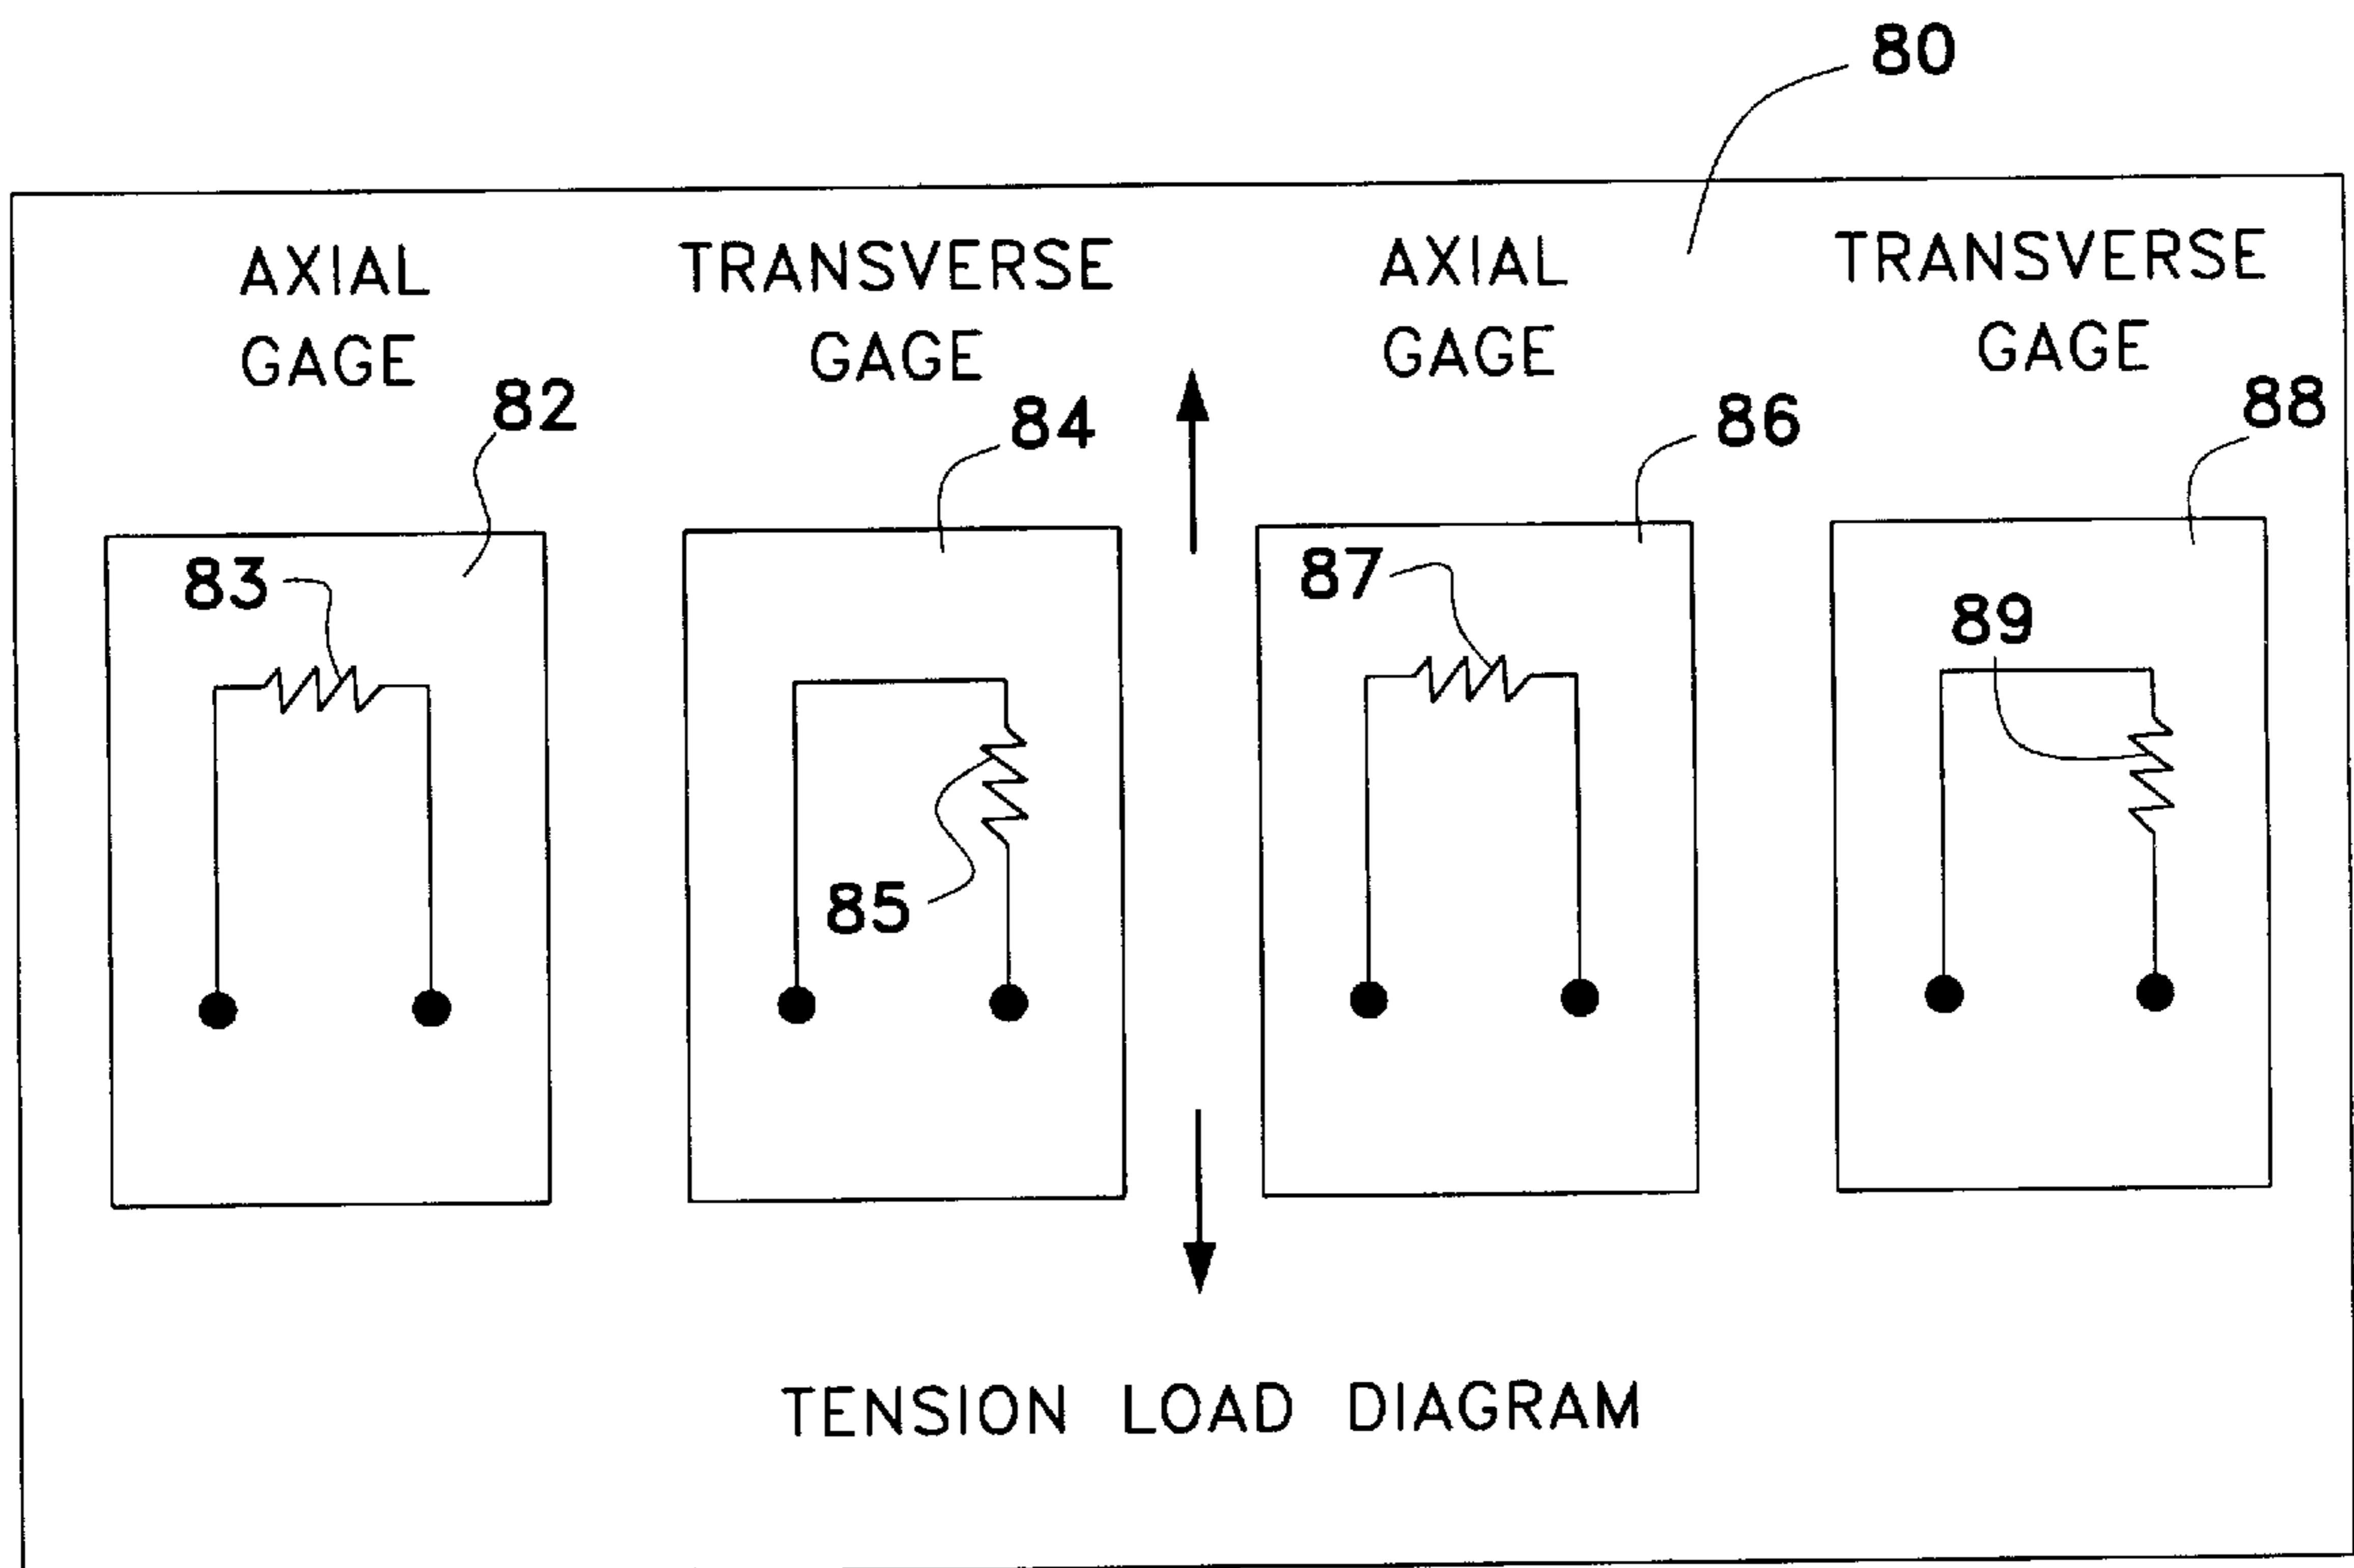 80
AXIAL
GAGE
TRANSVERSE
GAGE
AXIAL
GAGE
TRANSVERSE
GAGE
82
84
86
88
83
87
89
85
TENSION LOAD DIAGRAM